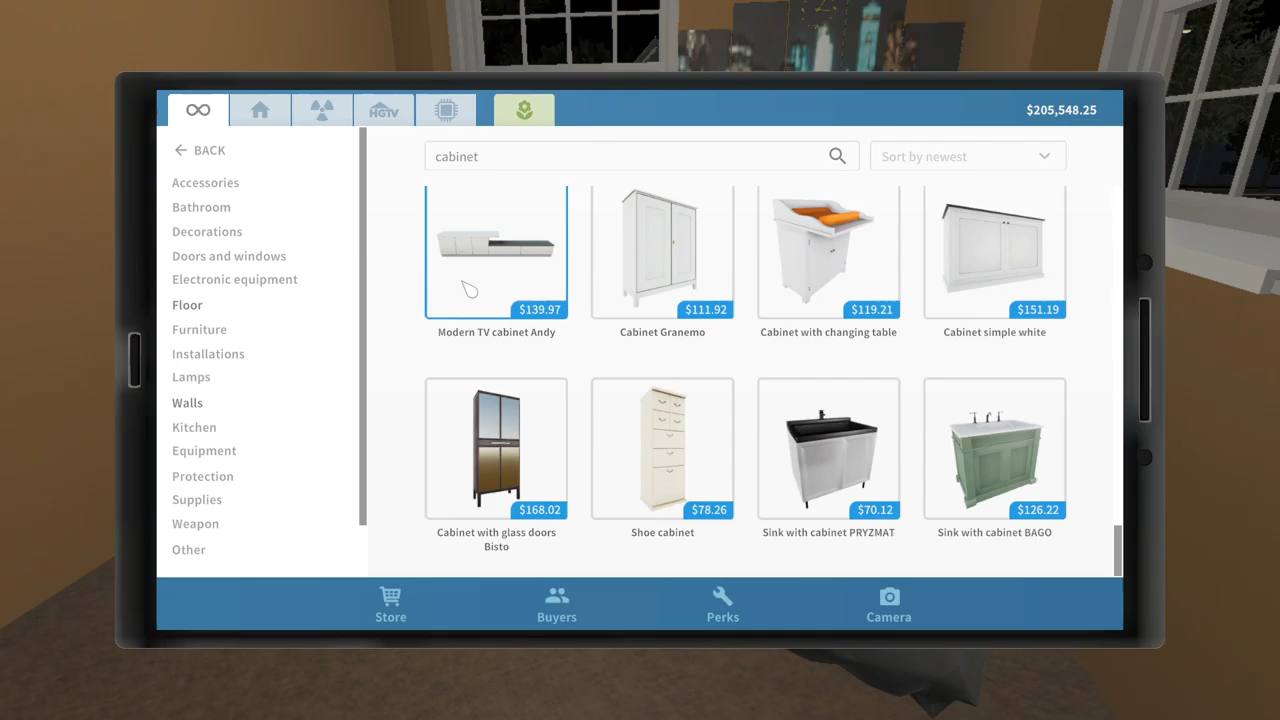 HGTV
$205,548.25
BACK
Accessories
Bathroom
Decorations
Doors and windows
Electronic equipment
Floor
Furniture
Installations
Lamps
Walls
Kitchen
Equipment
Protection
Supplies
Weapon
Other
cabinet
Sort by newest
$139.97
Modern TV cabinet Andy
$111.92
Cabinet Granemo
$119.21
Cabinet with changing table
$151.19
Cabinet simple white
$168.02
Cabinet with glass doors
Bisto
$78.26
Shoe cabinet
$70.12
Sink with cabinet PRYZMAT
$126.22
Sink with cabinet BAGO
Store
Buyers
Perks
Camera